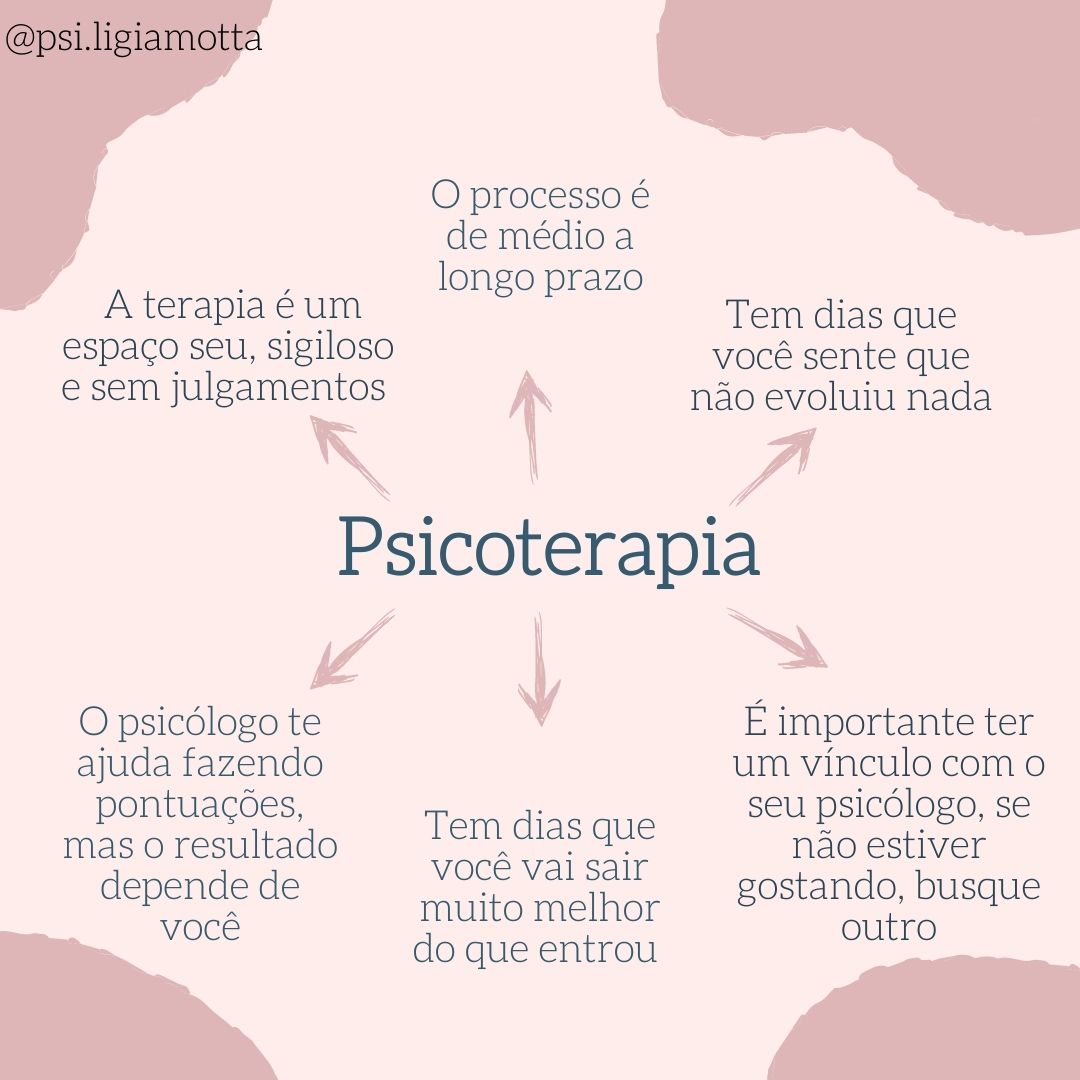 @psi.ligiamotta
O processo é
de médio a
longo prazo
A terapia é um
espaço seu, sigiloso
e sem julgamentos
Tem dias que
você sente que
não evoluiu nada
Psicoterapia
O psicólogo te
ajuda fazendo
pontuações,
mas o resultado
depende de
você
Tem dias que
você vai sair
muito melhor
do que entrou
É importante ter
um vínculo com o
seu psicólogo, se
não estiver
gostando, busque
outro